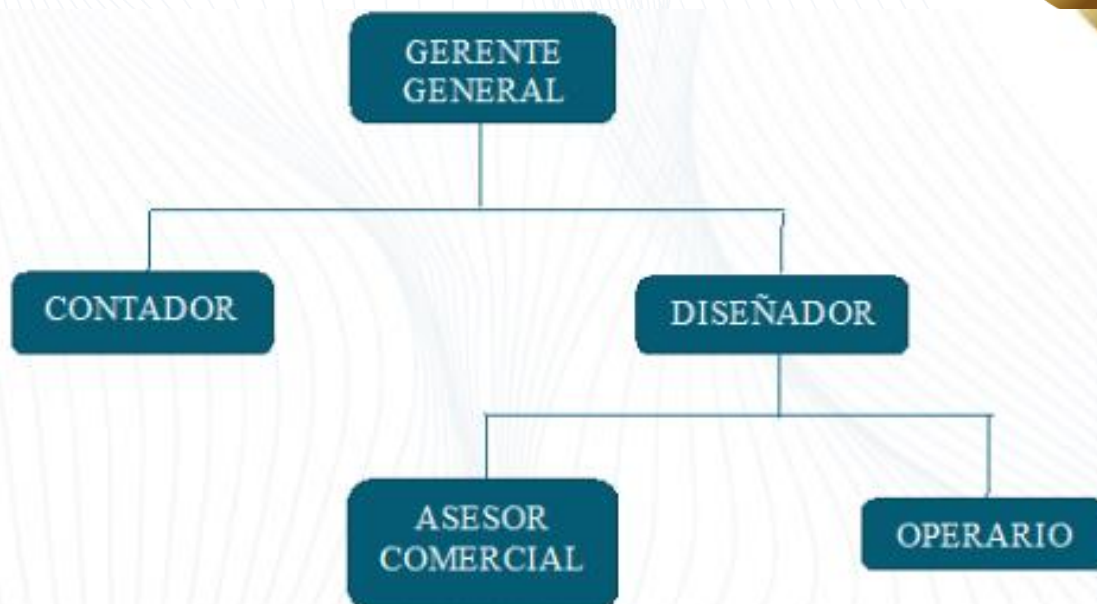 GERENTE
GENERAL
CONTADOR
DISEÑADOR
ASESOR
COMERCIAL
OPERARIO